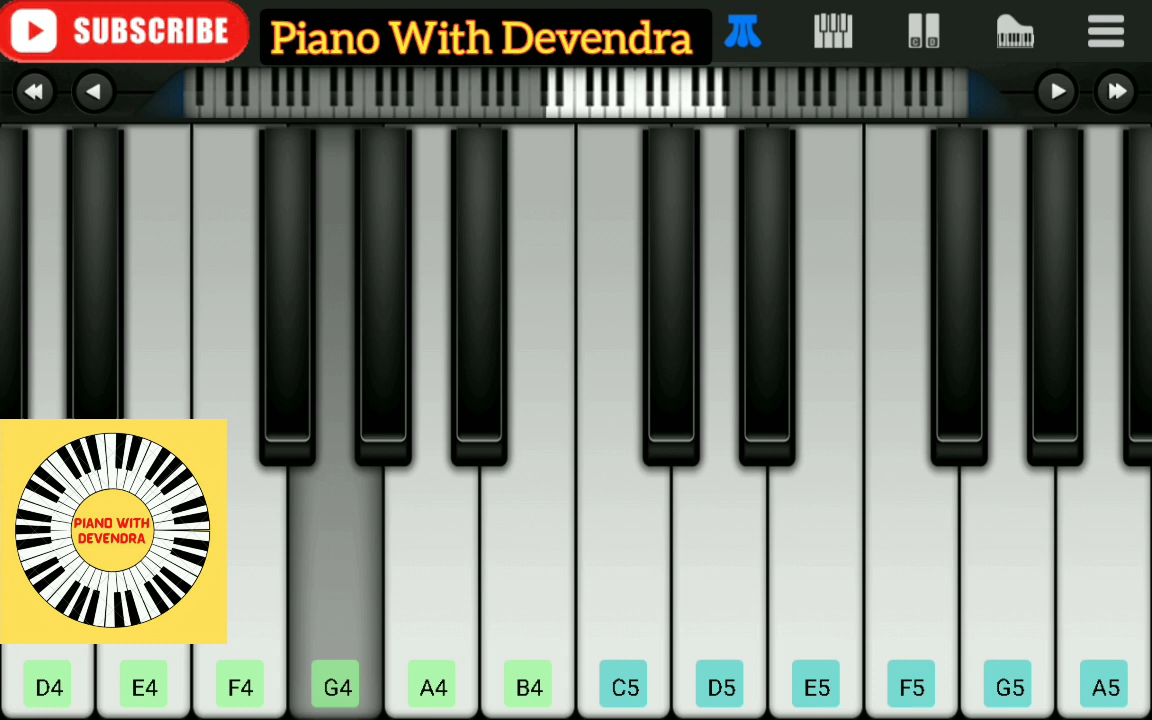 SUBSCRIBE
Piano With Devendra
C D
PIANO WITH
DEVENDRA
D4 E4 F4 G4 A4 B4 C5 D5 E5 F5 G5 A5